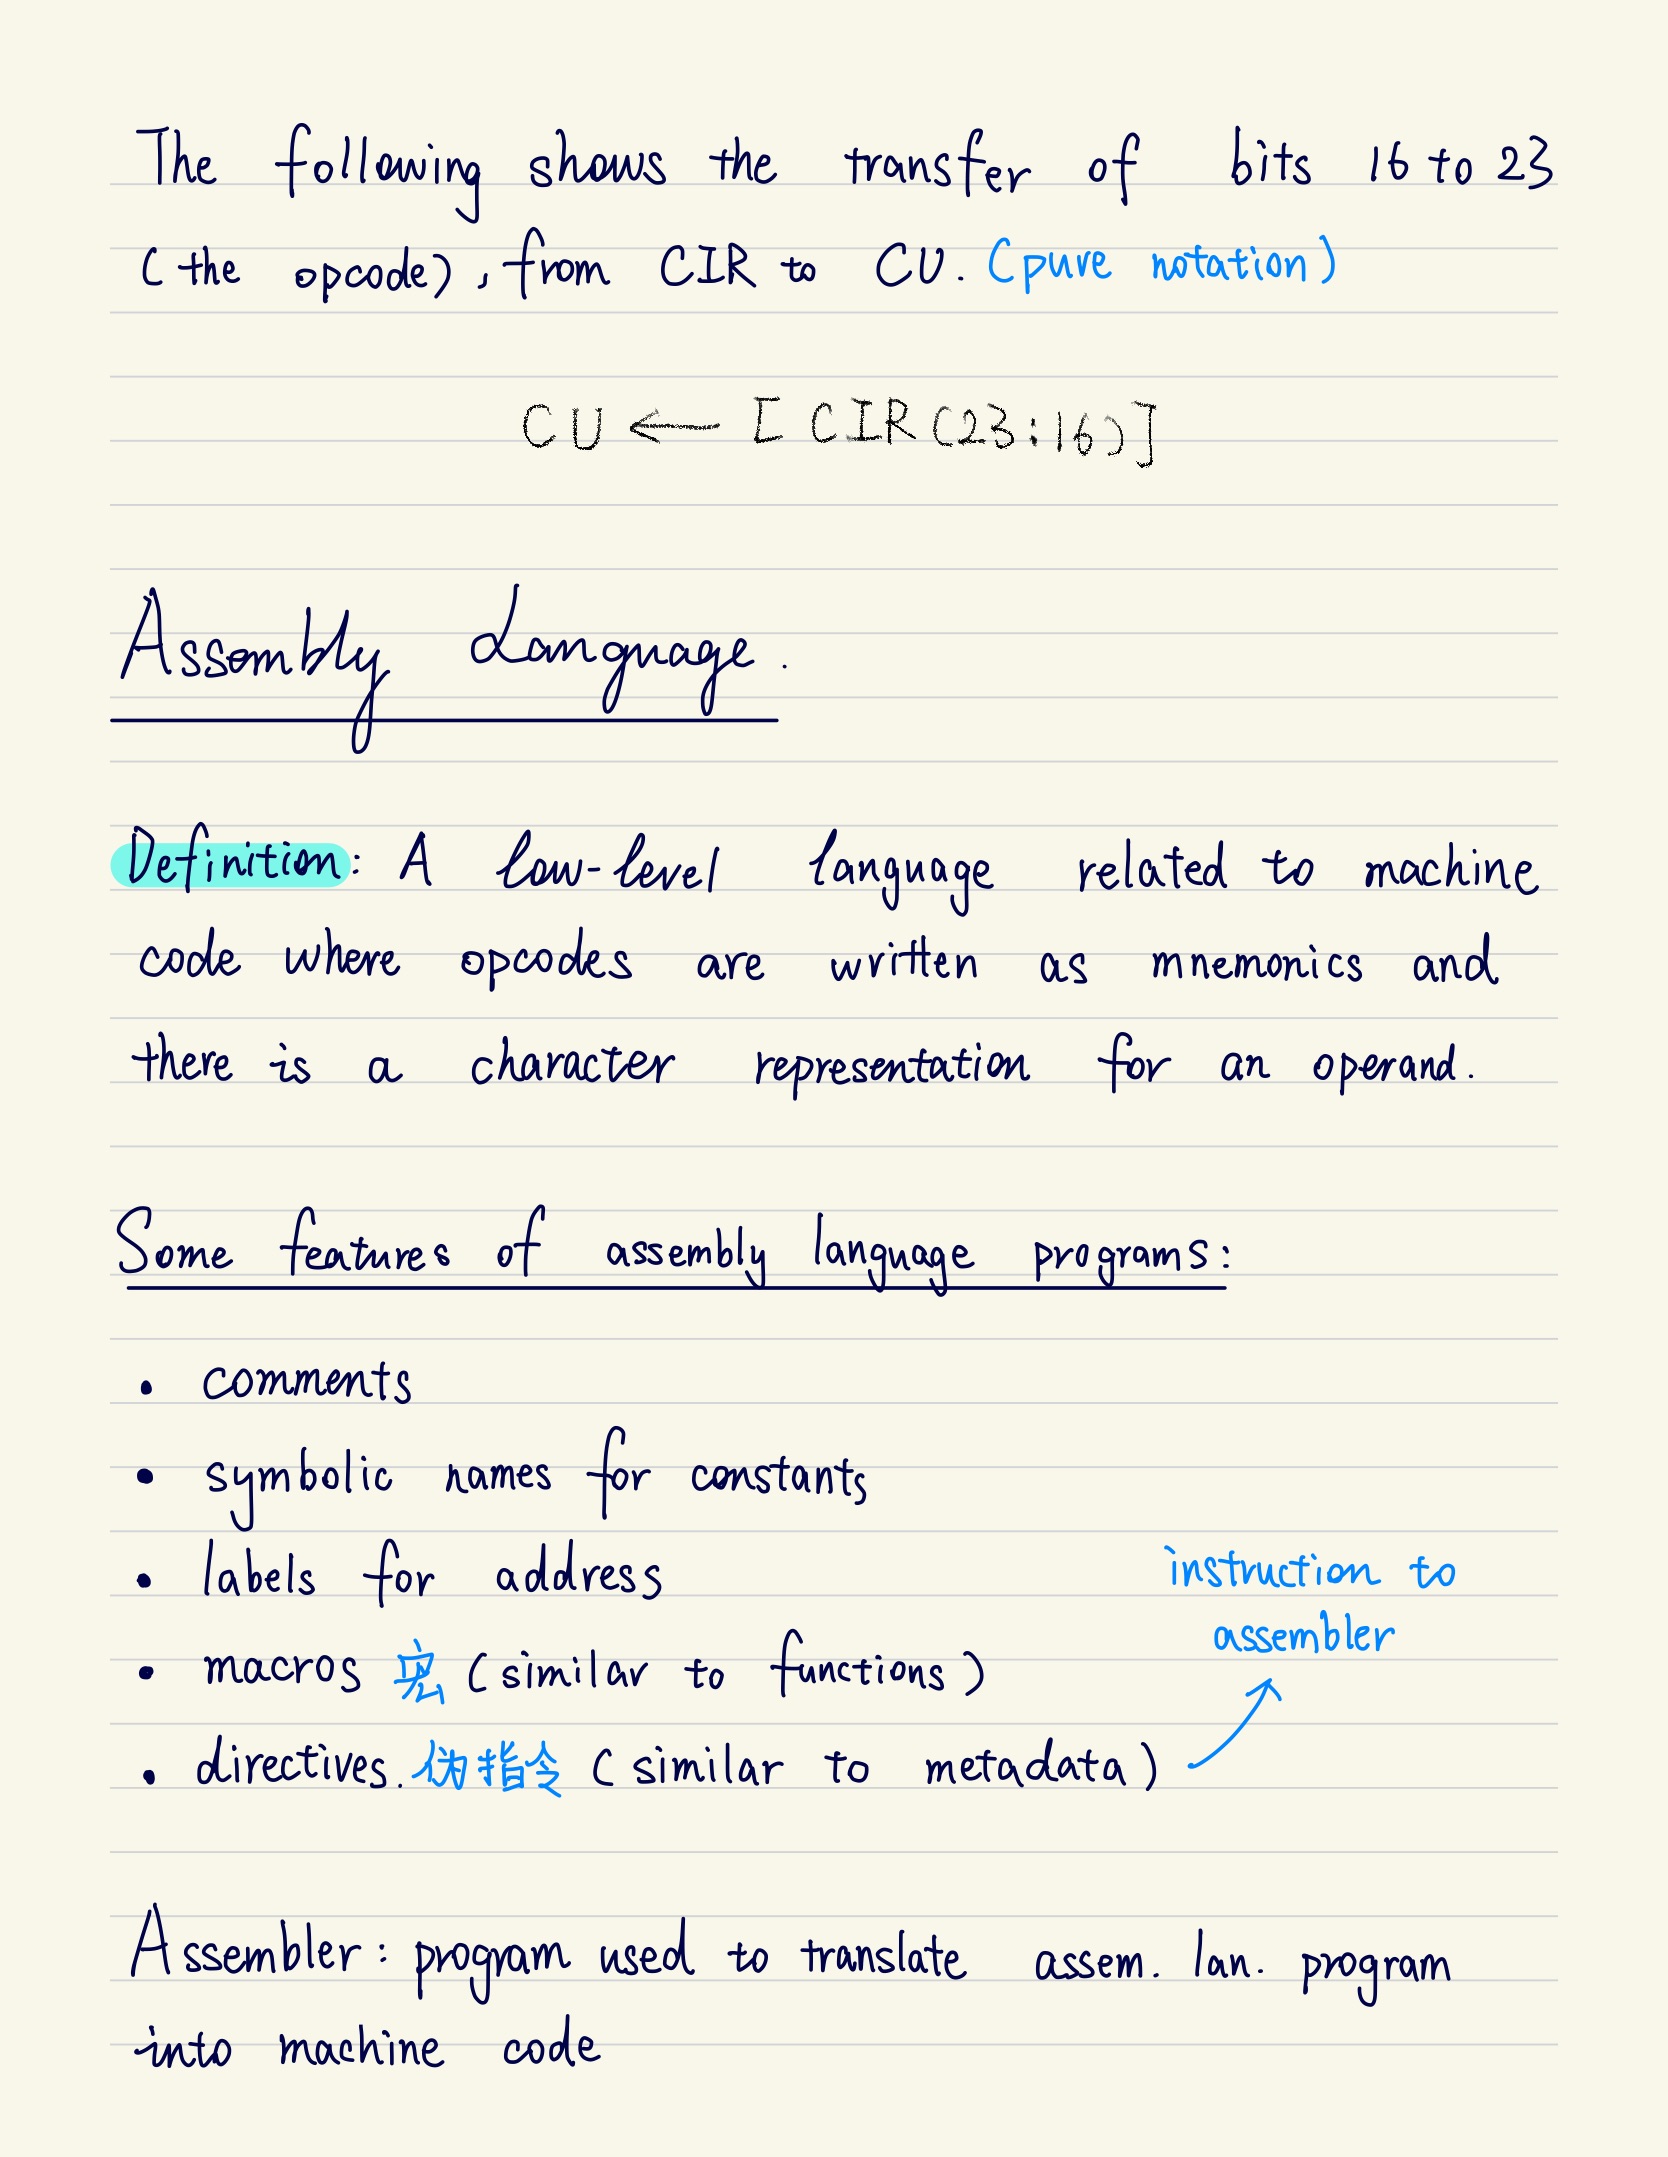 The following shows the transfer of bits 16 to 23
(the opcode), from CIR to CU. (pure notation)
CU ← [CIR(23:16)]
Assembly Language.
Definition: A low-level language related to machine
code where opcodes are written as mnemonics and
there is a character representation for an operand.
Some features of assembly language programs:
• comments
• symbolic names for constants
• labels for address
instruction to
assembler
• macros 宏 (similar to functions)
• directives. 伪指令 (similar to metadata)
Assembler: program used to translate assem. lan. program
into machine code